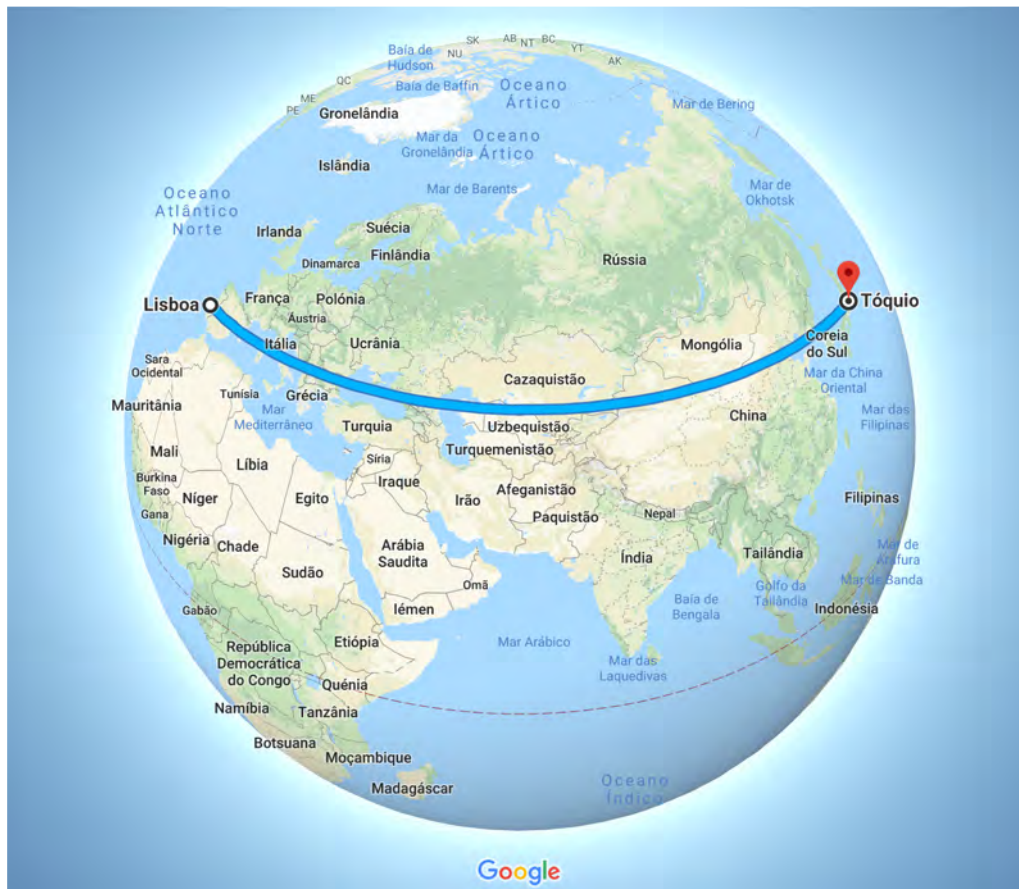 SK
AB
NT
BC
YT
AK
Baía de
Hudson
NU
QC
Baía de Baffin
ME
PE
Gronelândia
Oceano
Ártico
Mar de Bering
Mar da
Gronelândia
Oceano
Ártico
Islândia
Mar de Barents
Mar de
Okhotsk
Oceano
Atlântico
Norte
Irlanda
Suécia
Finlândia
Dinamarca
Rússia
Lisboa
França
Polónia
Tóquio
Áustria
Itália
Ucrânia
Mongólia
Coreia
do Sul
Sara
Ocidental
Mar da China
Oriental
Cazaquistão
Tunísia
Grécia
Mauritânia
Mar
Mediterrâneo
Turquia
Uzbequistão
China
Mar das
Filipinas
Mali
Líbia
Síria
Turquemenistão
Burkina
Faso
Níger
Egito
Iraque
Irão
Afeganistão
Filipinas
Gana
Paquistão
Nepal
Nigéria
Chade
Arábia
Saudita
Índia
Tailândia
Mar de
Arafura
Sudão
Omã
Mar de Banda
Gabão
Iémen
Baía de
Bengala
Golfo da
Tailândia
Indonésia
República
Democrática
do Congo
Etiópia
Mar Arábico
Mar das
Laquedivas
Quénia
Namíbia
Tanzânia
Botsuana
Moçambique
Madagáscar
Oceano
Índico
Google